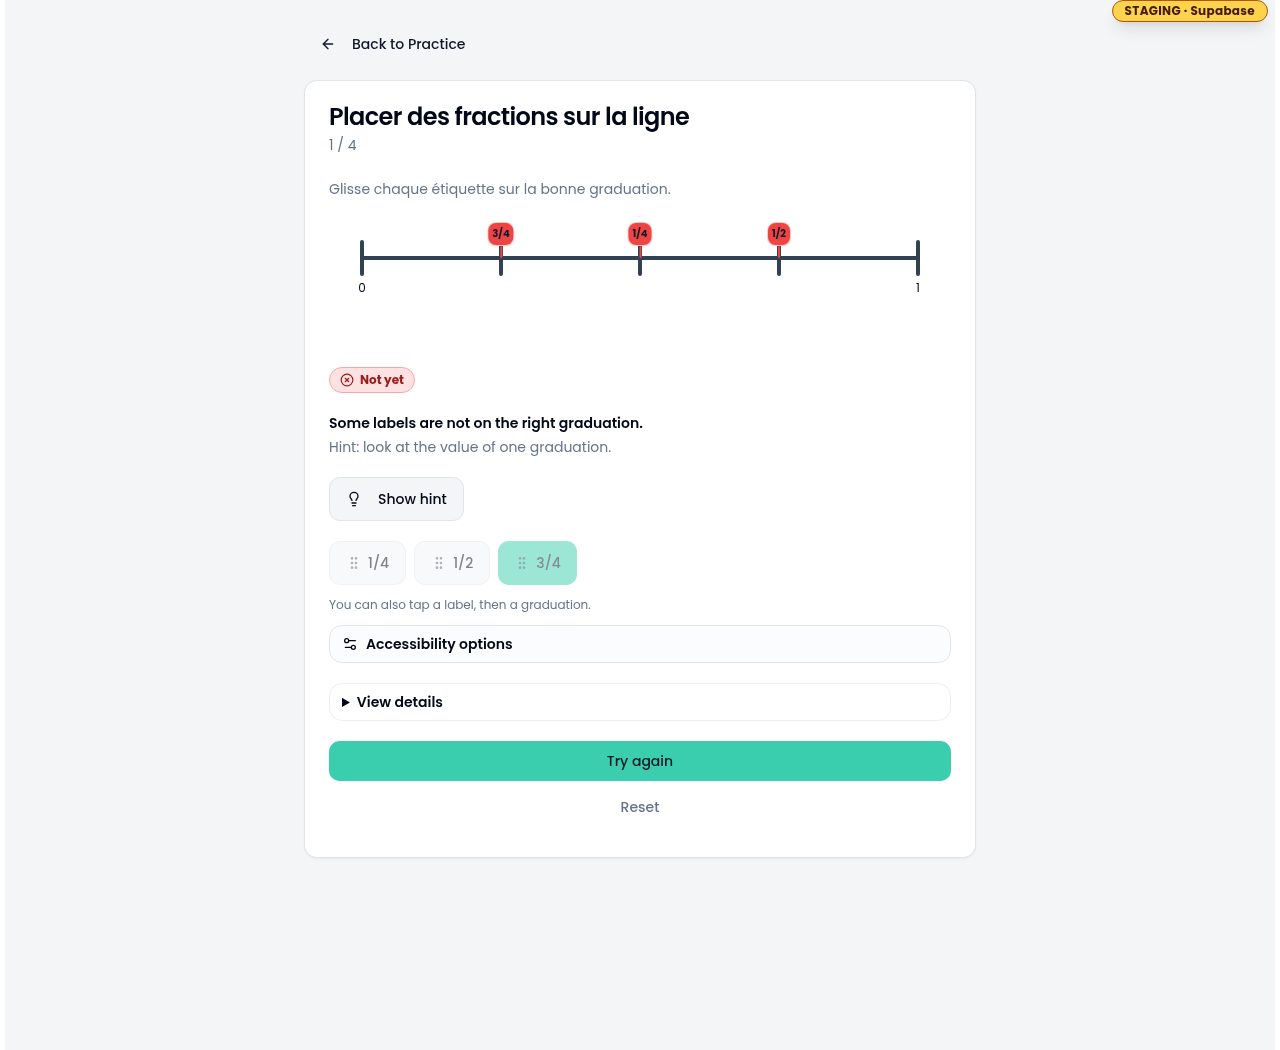 STAGING · Supabase
Back to Practice
Placer des fractions sur la ligne
1 / 4
Glisse chaque étiquette sur la bonne graduation.
3/4 1/4 1/2
0 1
Not yet
Some labels are not on the right graduation.
Hint: look at the value of one graduation.
Show hint
1/4 1/2 3/4
You can also tap a label, then a graduation.
Accessibility options
View details
Try again
Reset